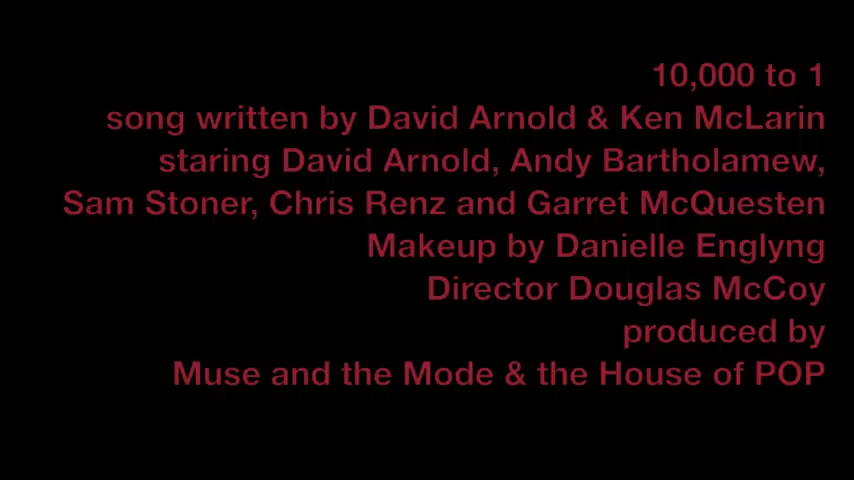 10,000 to 1
song written by David Arnold & Ken McLarin
staring David Arnold, Andy Bartholamew,
Sam Stoner, Chris Renz and Garret McQuesten
Makeup by Danielle Englyng
Director Douglas McCoy
produced by
Muse and the Mode & the House of POP